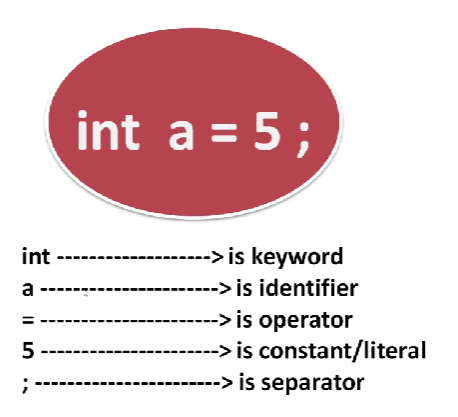 int a = 5 ;
int -------------------> is keyword
a ----------------------> is identifier
= ----------------------> is operator
5 ----------------------> is constant/literal
; -----------------------> is separator